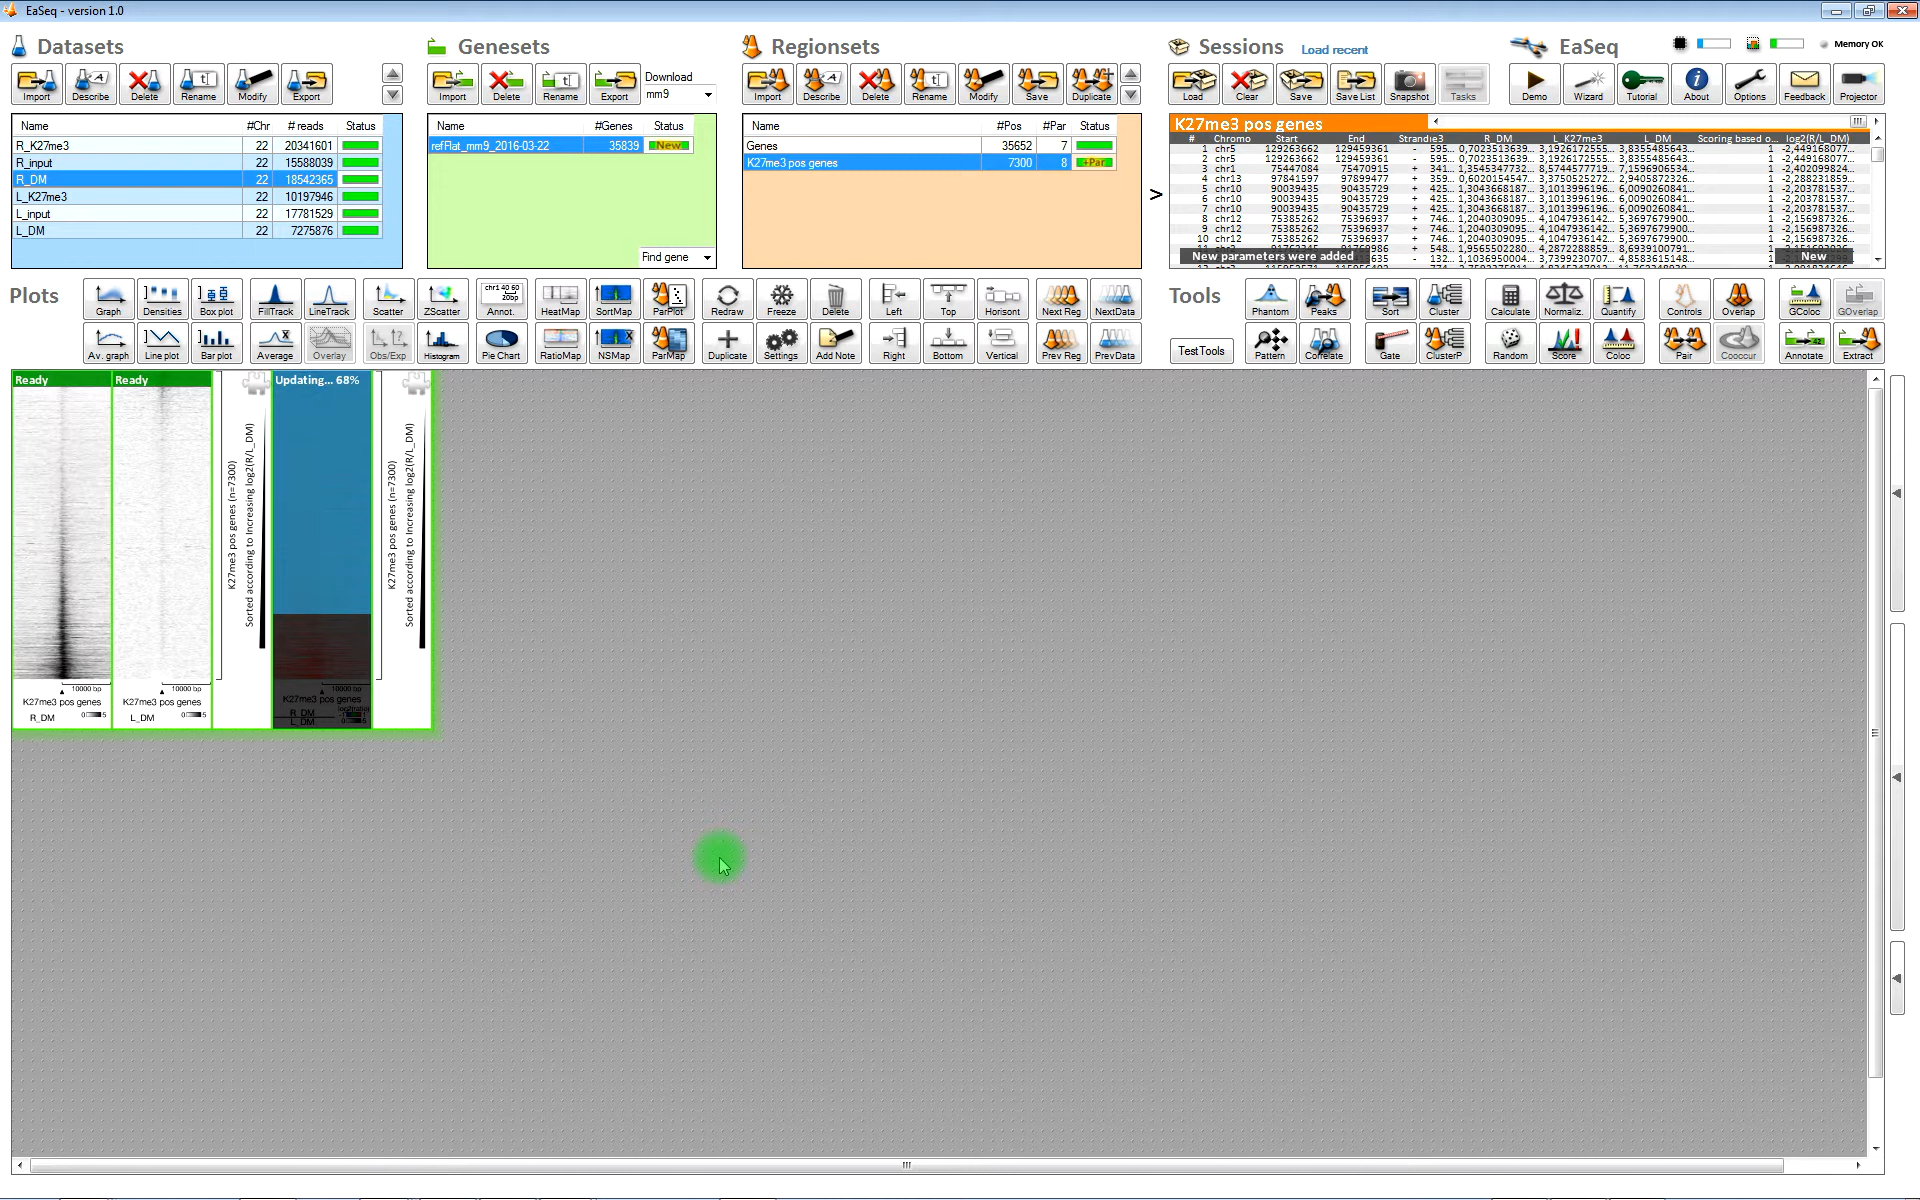 EaSeq - version 1.0
Datasets
Import Describe Delete Rename Modify Export
Name #Chr # reads Status
R_K27me3 22 20341601
R_input 22 15588039
R_DM 22 18542365
L_K27me3 22 10197946
L_input 22 17781529
L_DM 22 7275876
Genesets
Import Delete Rename Export Download
mm9
Name #Genes Status
refFlat_mm9_2016-03-22 35839 New
Find gene
Regionsets
Import Describe Delete Rename Modify Save Duplicate
Name #Pos #Par Status
Genes 35652 7
K27me3 pos genes 7300 8 +Par
>
Sessions Load recent
Load Clear Save Save List Snapshot Tasks
EaSeq
Memory OK
Demo Wizard Tutorial About Options Feedback Projector
K27me3 pos genes
# Chromo Start End Strand R_DM L_K27me3 L_DM Scoring based o... log2(R/L_DM)
1 chr5 129263662 129459361 - 595... 0,7023513639... 3,1926172555... 3,8355485643... 1 -2,449168077...
2 chr5 129263662 129459361 - 595... 0,7023513639... 3,1926172555... 3,8355485643... 1 -2,449168077...
3 chr1 75447084 75470915 + 341... 1,3545347732... 8,5744577719... 7,1596906534... 1 -2,402098824...
4 chr13 97841597 97899477 + 359... 0,6020154547... 3,3750525272... 2,9405872326... 1 -2,288231859...
5 chr10 90039435 90435729 + 425... 1,3043668187... 3,1013996196... 6,0090260841... 1 -2,203781537...
6 chr10 90039435 90435729 + 425... 1,3043668187... 3,1013996196... 6,0090260841... 1 -2,203781537...
7 chr10 90039435 90435729 + 425... 1,3043668187... 3,1013996196... 6,0090260841... 1 -2,203781537...
8 chr12 75385262 75396937 + 746... 1,2040309095... 4,1047936142... 5,3697679900... 1 -2,156987326...
9 chr12 75385262 75396937 + 746... 1,2040309095... 4,1047936142... 5,3697679900... 1 -2,156987326...
10 chr12 75385262 75396937 + 746... 1,2040309095... 4,1047936142... 5,3697679900... 1 -2,156987326...
New parameters were added New
Plots
Graph Densities Box plot FillTrack LineTrack Scatter ZScatter Annot. HeatMap SortMap ParPlot Redraw Freeze Delete Left Top Horisont Next Reg NextData
Av. graph Line plot Bar plot Average Overlay Obs/Exp Histogram Pie Chart RatioMap NSMap ParMap Duplicate Settings Add Note Right Bottom Vertical Prev Reg PrevData
Tools
TestTools
Phantom Peaks Sort Cluster Calculate Normaliz. Quantify Controls Overlap GColoc GOverlap
Pattern Correlate Gate ClusterP Random Score Coloc Pair Cooccur Annotate Extract
Ready Ready Updating... 68%
K27me3 pos genes (n=7300)
Sorted according to Increasing log2(R/L_DM)
K27me3 pos genes (n=7300)
Sorted according to Increasing log2(R/L_DM)
10000 bp 10000 bp 10000 bp
K27me3 pos genes K27me3 pos genes K27me3 pos genes
R_DM 0 5 L_DM 0 5 R_DM
L_DM